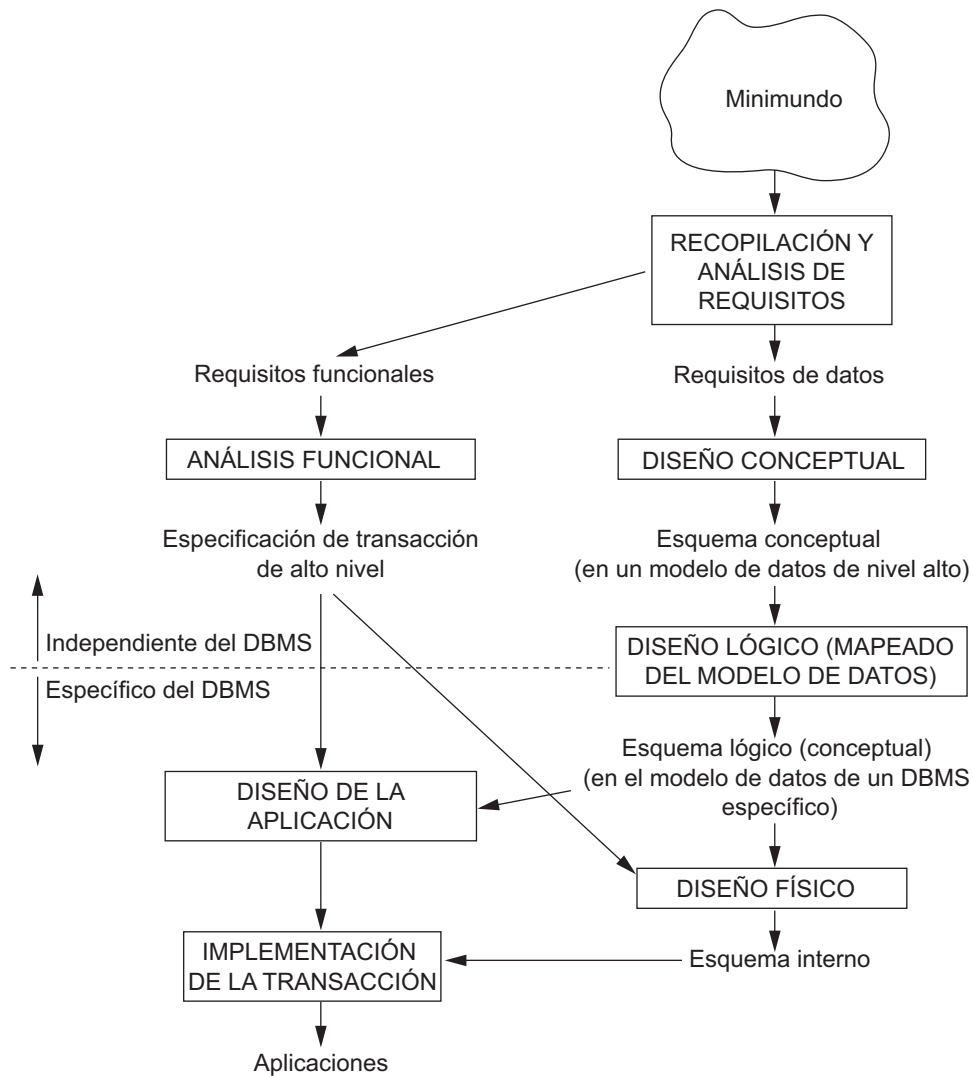 Minimundo
RECOPILACIÓN Y
ANÁLISIS DE
REQUISITOS
Requisitos funcionales
Requisitos de datos
ANÁLISIS FUNCIONAL
DISEÑO CONCEPTUAL
Especificación de transacción
de alto nivel
Esquema conceptual
(en un modelo de datos de nivel alto)
Independiente del DBMS
Específico del DBMS
DISEÑO LÓGICO (MAPEADO
DEL MODELO DE DATOS)
Esquema lógico (conceptual)
(en el modelo de datos de un DBMS
específico)
DISEÑO DE LA
APLICACIÓN
DISEÑO FÍSICO
IMPLEMENTACIÓN
DE LA TRANSACCIÓN
Esquema interno
Aplicaciones